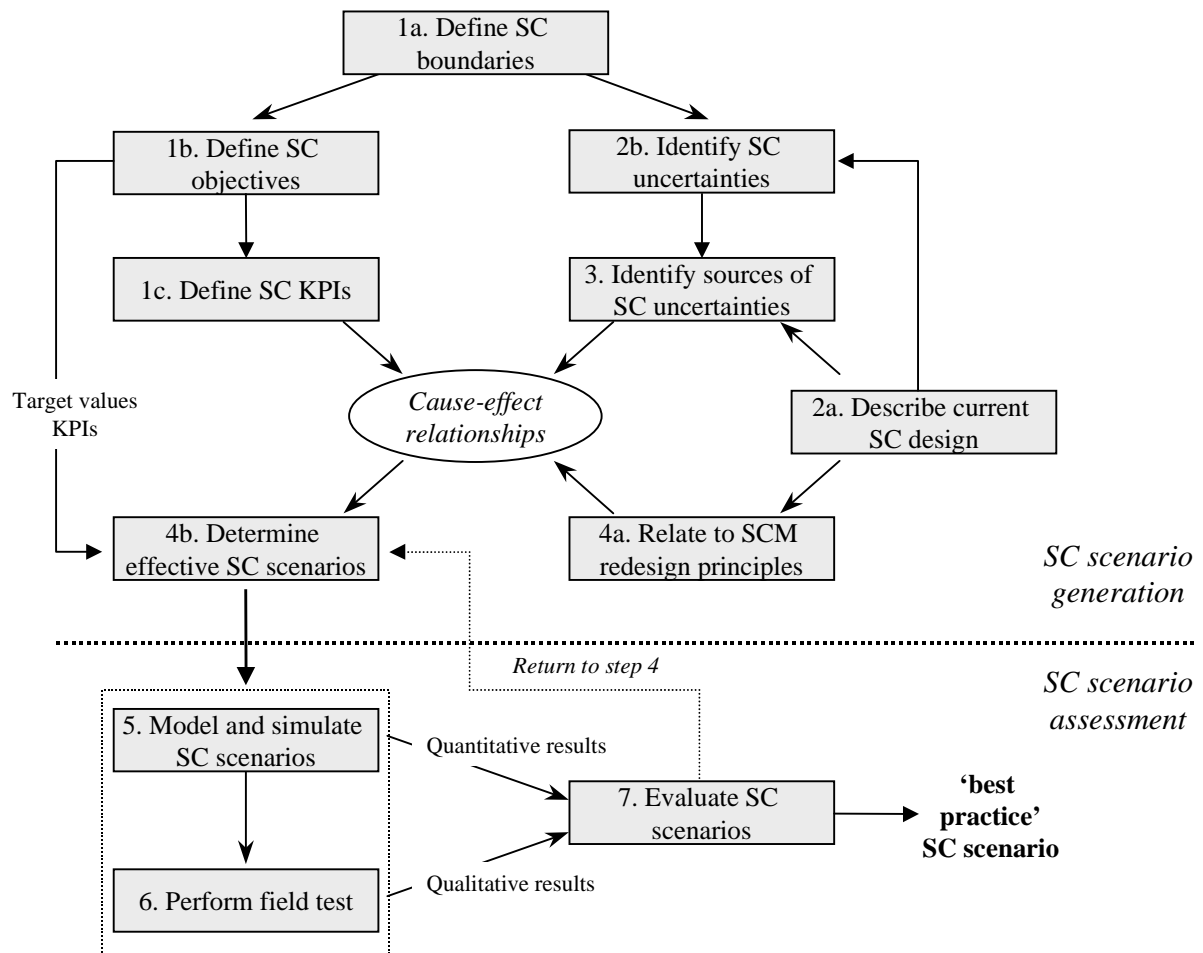 1a. Define SC
boundaries
1b. Define SC
objectives
2b. Identify SC
uncertainties
1c. Define SC KPIs
3. Identify sources of
SC uncertainties
Target values
KPIs
Cause-effect
relationships
2a. Describe current
SC design
4b. Determine
effective SC scenarios
4a. Relate to SCM
redesign principles
SC scenario
generation
Return to step 4
SC scenario
assessment
5. Model and simulate
SC scenarios
Quantitative results
7. Evaluate SC
scenarios
‘best
practice’
SC scenario
6. Perform field test
Qualitative results